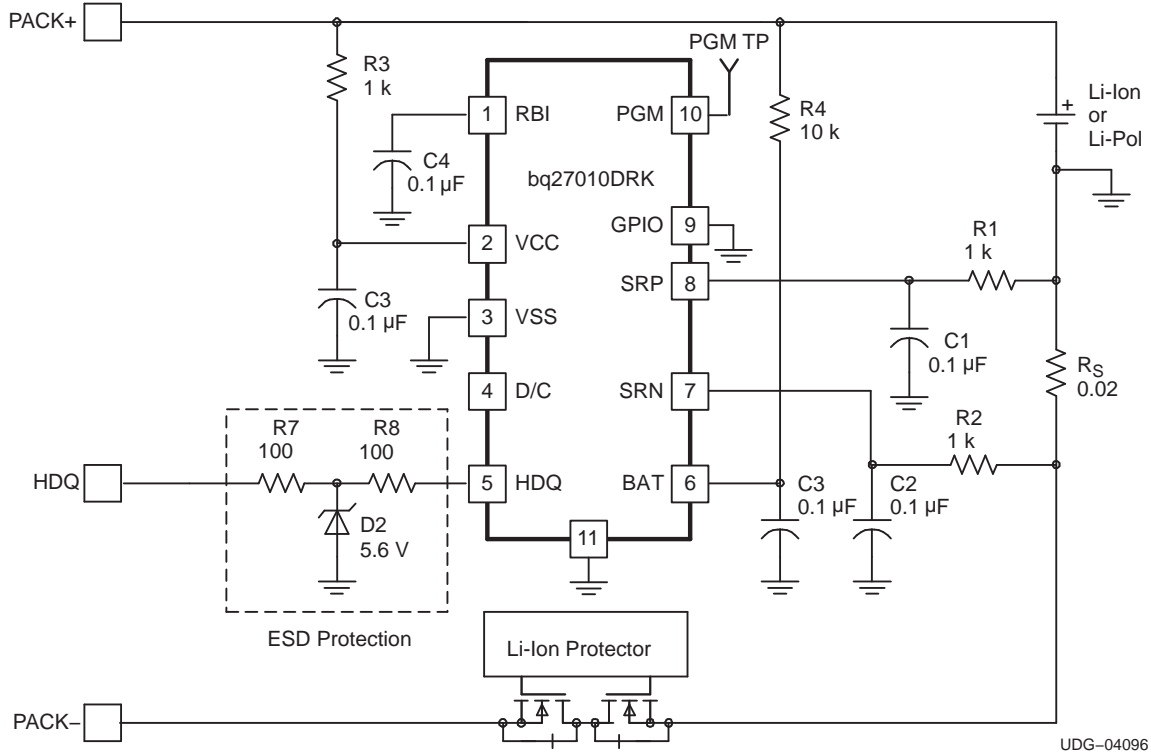 PACK+
R3
1 k
1
RBI
C4
0.1 µF
2
VCC
C3
0.1 µF
3
VSS
4
D/C
5
HDQ
bq27010DRK
PGM TP
PGM
10
GPIO
9
SRP
8
SRN
7
BAT
6
11
R4
10 k
+
Li-Ion
or
Li-Pol
R1
1 k
C1
0.1 µF
RS
0.02
R2
1 k
C3
0.1 µF
C2
0.1 µF
HDQ
R7
100
R8
100
D2
5.6 V
ESD Protection
Li-Ion Protector
PACK–
UDG–04096